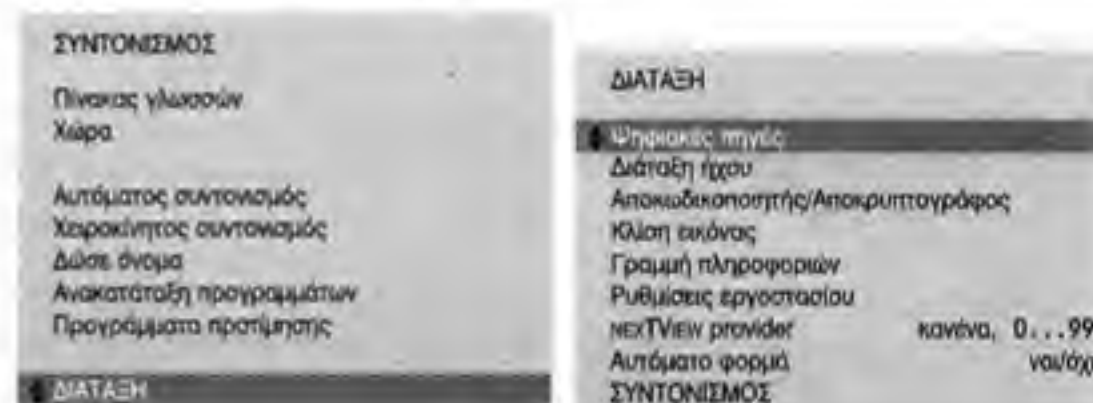 ΣΥΝΤΟΝΙΣΜΟΣ
Πίνακας γλωσσών
Χώρα
Αυτόματος συντονισμός
Χειροκίνητος συντονισμός
Δώσε όνομα
Ανακατάταξη προγραμμάτων
Προγράμματα προτίμησης
ΔΙΑΤΑΞΗ
ΔΙΑΤΑΞΗ
Ψηφιακές πηγές
Διάταξη ήχου
Αποκωδικοποιητής/Αποκρυπτογράφος
Κλίση εικόνας
Γραμμή πληροφοριών
Ρυθμίσεις εργοστασίου
NEXTVIEW provider κανένα, 0...99
Αυτόματο φορμά ναι/όχι
ΣΥΝΤΟΝΙΣΜΟΣ